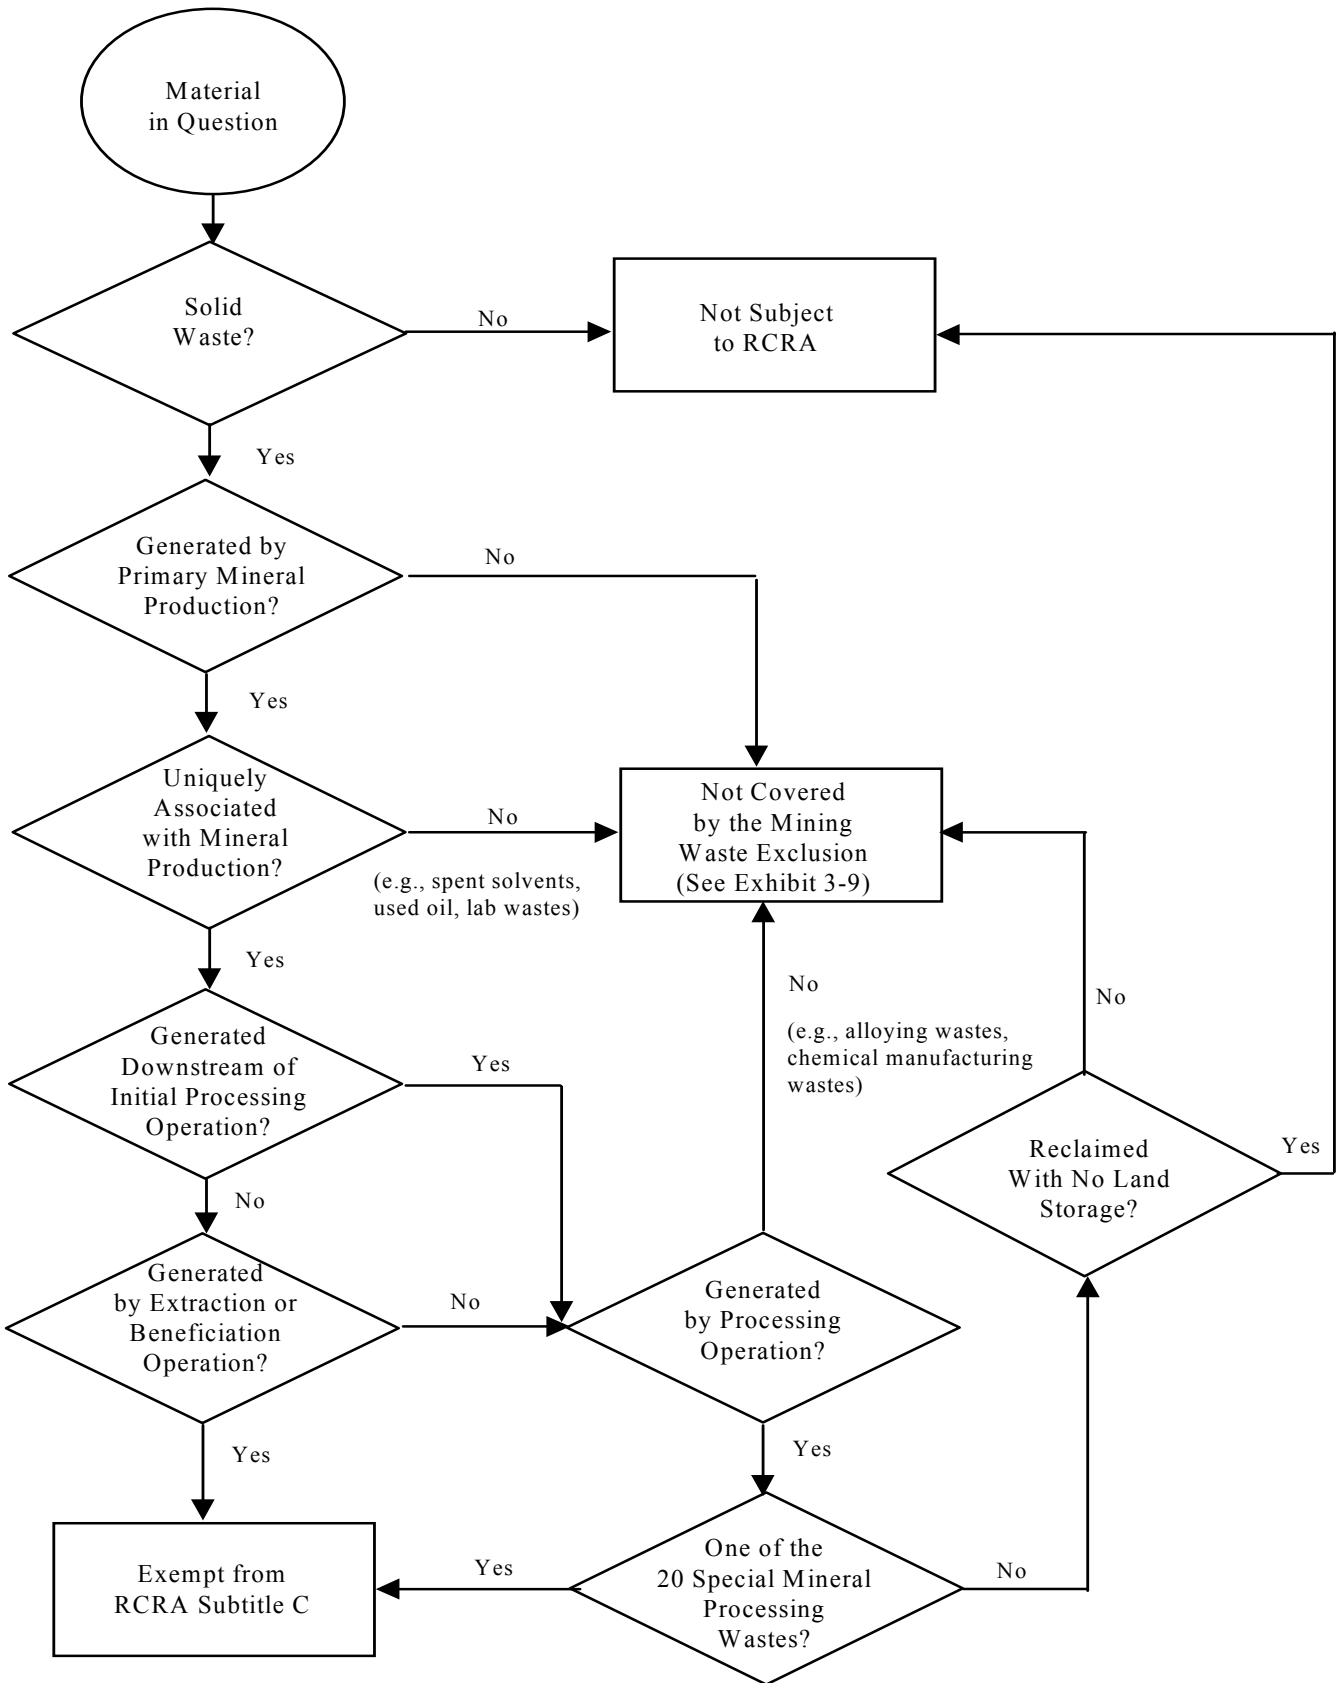 Material
in Question
Solid
Waste?
No
Not Subject
to RCRA
Yes
Generated by
Primary Mineral
Production?
No
Yes
Uniquely
Associated
with Mineral
Production?
No
(e.g., spent solvents,
used oil, lab wastes)
Not Covered
by the Mining
Waste Exclusion
(See Exhibit 3-9)
Yes
No
(e.g., alloying wastes,
chemical manufacturing
wastes)
No
Generated
Downstream of
Initial Processing
Operation?
Yes
Reclaimed
With No Land
Storage?
Yes
No
Generated
by Extraction or
Beneficiation
Operation?
No
Generated
by Processing
Operation?
Yes
Yes
Exempt from
RCRA Subtitle C
Yes
One of the
20 Special Mineral
Processing
Wastes?
No